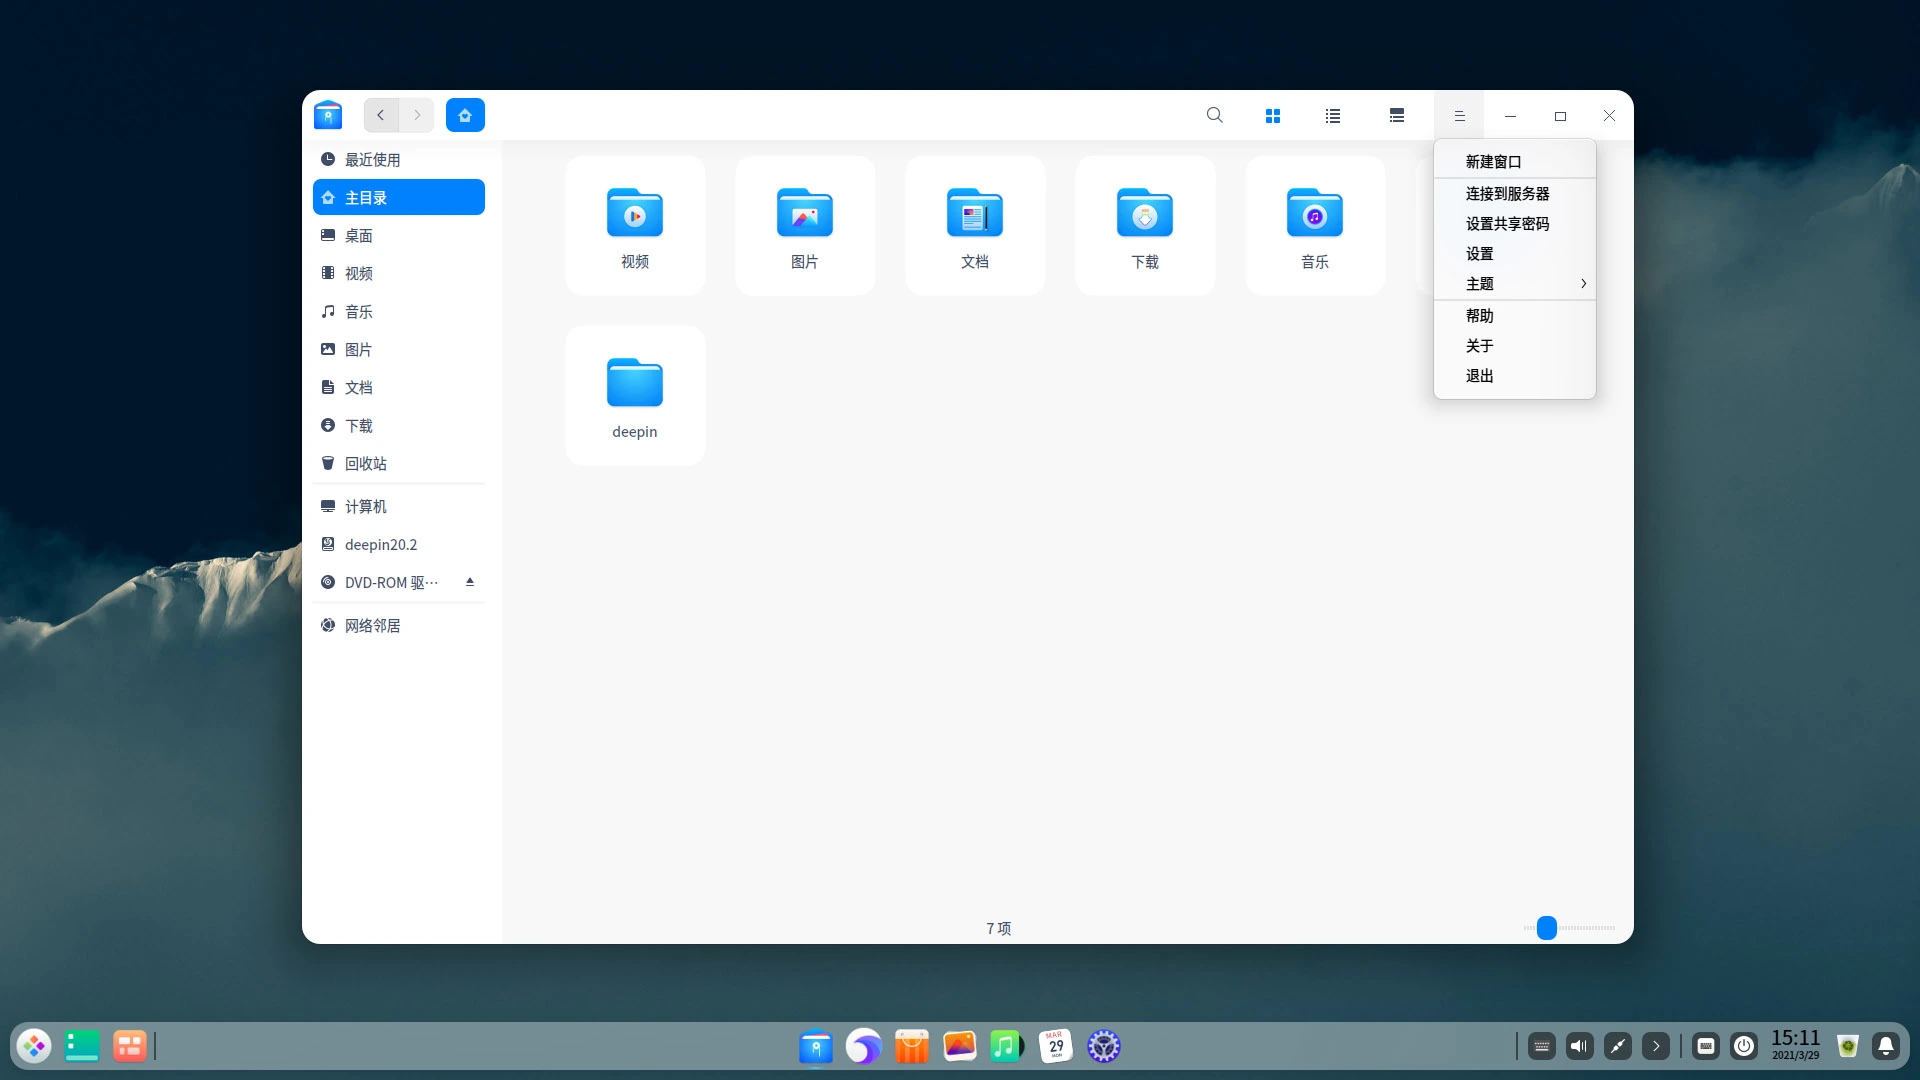 最近使用
主目录
桌面
视频
音乐
图片
文档
下载
回收站
计算机
deepin20.2
DVD-ROM 驱…
网络邻居
视频
图片
文档
下载
音乐
deepin
新建窗口
连接到服务器
设置共享密码
设置
主题
帮助
关于
退出
7 项
MAR
29
MON
15:11
2021/3/29